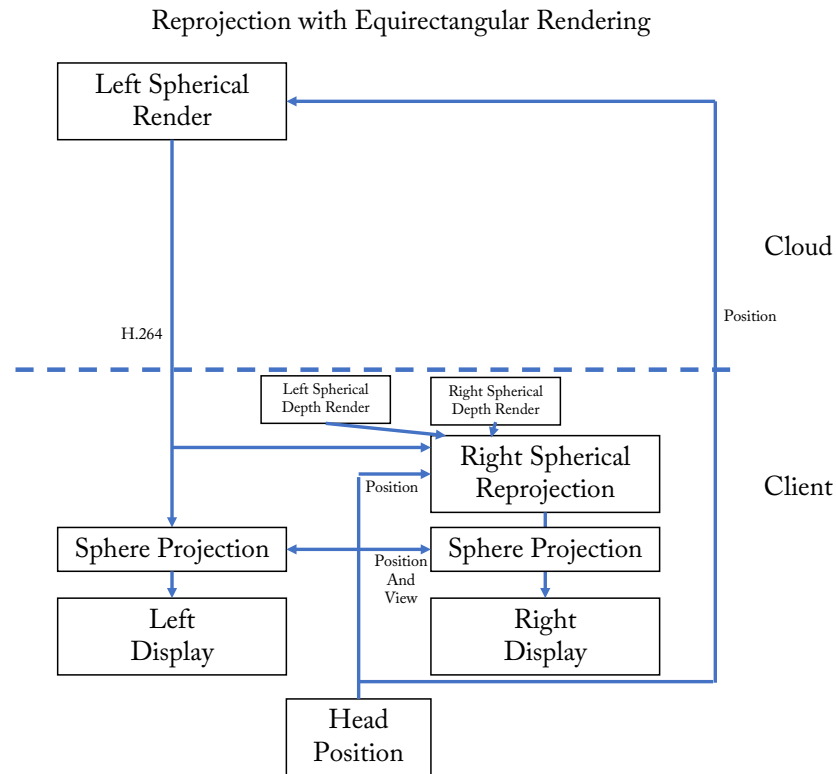 Reprojection with Equirectangular Rendering
Left Spherical
Render
Cloud
Position
H.264
Left Spherical
Depth Render
Right Spherical
Depth Render
Right Spherical
Reprojection
Position
Client
Sphere Projection
Sphere Projection
Position
And
View
Left
Display
Right
Display
Head
Position